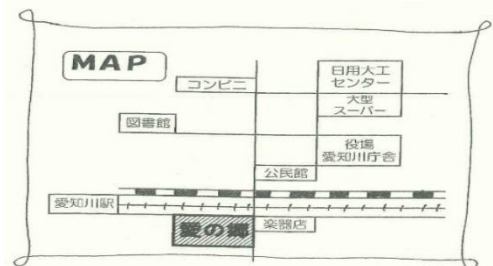 MAP
コンビニ
日用大工
センター
大型
スーパー
図書館
役場
愛知川庁舎
公民館
愛知川駅
愛の郷
楽器店